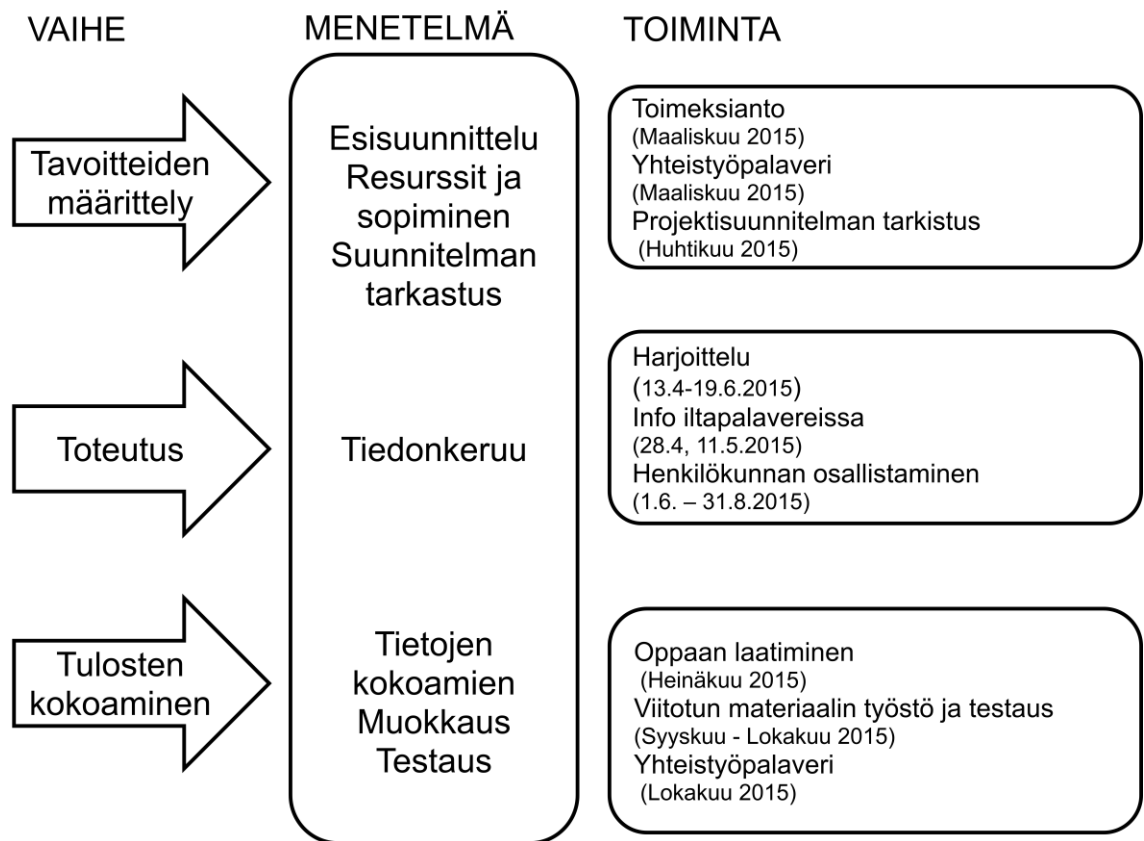 VAIHE
MENETELMÄ
TOIMINTA
Tavoitteiden
määrittely
Esisuunnittelu
Resurssit ja
sopiminen
Suunnitelman
tarkastus
Toimeksianto
(Maaliskuu 2015)
Yhteistyöpalaveri
(Maaliskuu 2015)
Projektisuunnitelman tarkistus
(Huhtikuu 2015)
Toteutus
Tiedonkeruu
Harjoittelu
(13.4-19.6.2015)
Info iltapalavereissa
(28.4, 11.5.2015)
Henkilökunnan osallistaminen
(1.6. – 31.8.2015)
Tulosten
kokoaminen
Tietojen
kokoamien
Muokkaus
Testaus
Oppaan laatiminen
(Heinäkuu 2015)
Viitotun materiaalin työstö ja testaus
(Syyskuu - Lokakuu 2015)
Yhteistyöpalaveri
(Lokakuu 2015)